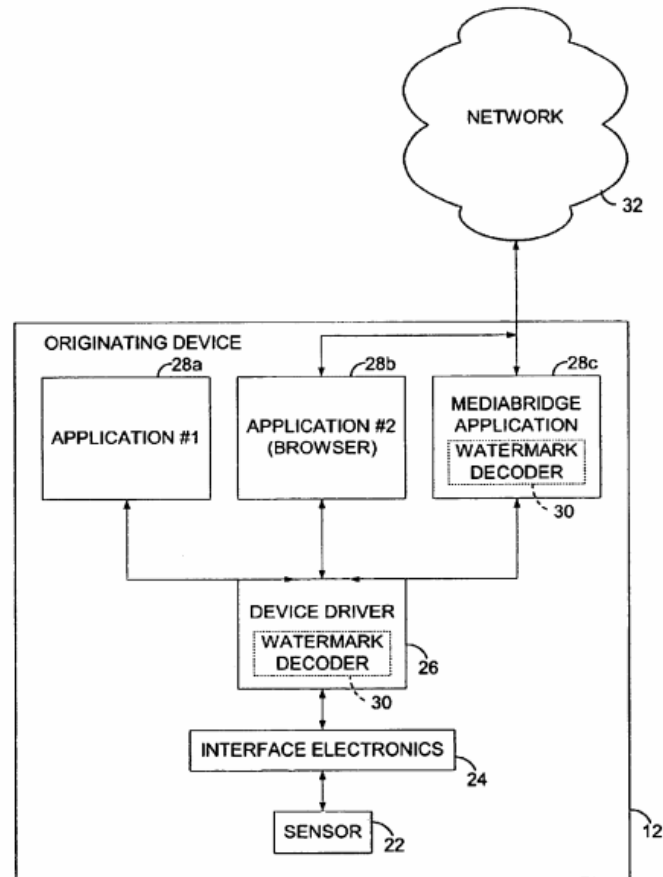 NETWORK
32
ORIGINATING DEVICE
28a
28b
28c
APPLICATION #1
APPLICATION #2
(BROWSER)
MEDIABRIDGE
APPLICATION
WATERMARK
DECODER
30
DEVICE DRIVER
WATERMARK
DECODER
26
30
INTERFACE ELECTRONICS
24
SENSOR
22
12